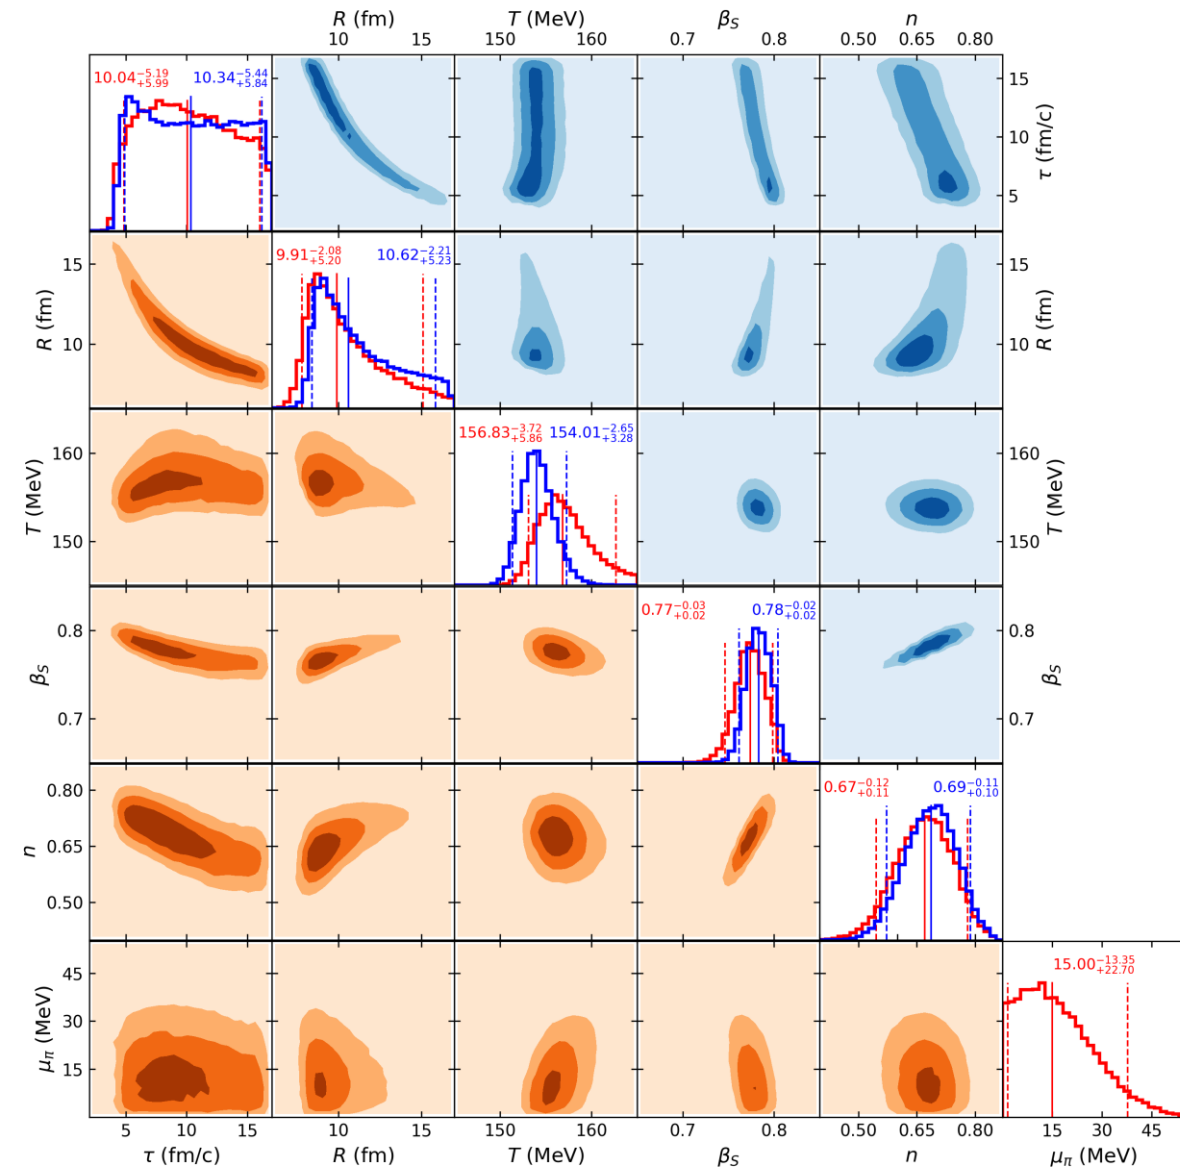 R (fm) T (MeV) β_S n
10 15 150 160 0.7 0.8 0.50 0.65 0.80
10.04^{-5.19}_{+5.99} 10.34^{-5.44}_{+5.84}
15
10
5
τ (fm/c)
R (fm)
15
10
9.91^{-2.08}_{+5.20} 10.62^{-2.21}_{+5.23}
15
10
R (fm)
T (MeV)
160
150
156.83^{-3.72}_{+5.86} 154.01^{-2.65}_{+3.28}
160
150
T (MeV)
β_S
0.8
0.7
0.77^{-0.03}_{+0.02} 0.78^{-0.02}_{+0.02}
0.8
0.7
β_S
n
0.80
0.65
0.50
0.67^{-0.12}_{+0.11} 0.69^{-0.11}_{+0.10}
μ_π (MeV)
45
30
15
15.00^{-13.35}_{+22.70}
5 10 15 10 15 150 160 0.7 0.8 0.50 0.65 0.80 15 30 45
τ (fm/c) R (fm) T (MeV) β_S n μ_π (MeV)